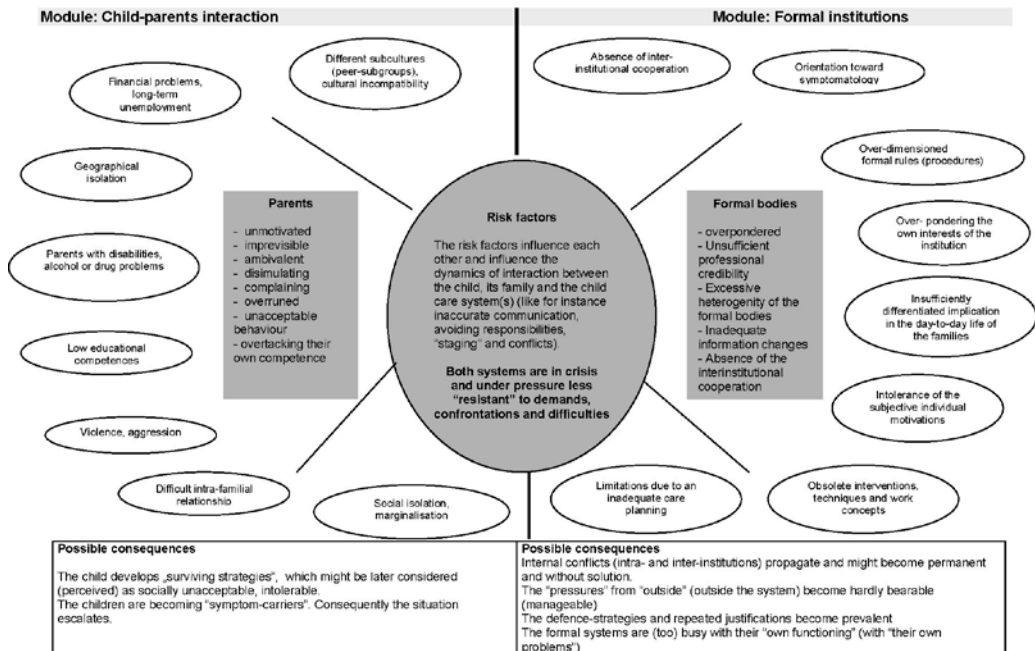 Module: Child-parents interaction
Module: Formal institutions
Financial problems,
long-term
unemployment
Different subcultures
(peer-subgroups),
cultural incompatibility
Absence of inter-
institutional cooperation
Orientation toward
symptomatology
Geographical
isolation
Parents with disabilities,
alcohol or drug problems
Low educational
competences
Violence, aggression
Difficult intra-familial
relationship
Social isolation,
marginalisation
Parents
- unmotivated
- imprevisible
- ambivalent
- disimulating
- complaining
- overruned
- unacceptable
behaviour
- overtacking their
own competence
Risk factors
The risk factors influence each
other and influence the
dynamics of interaction between
the child, its family and the child
care system(s) (like for instance
inaccurate communication,
avoiding responsibilities,
"staging" and conflicts).
Both systems are in crisis
and under pressure less
"resistant" to demands,
confrontations and difficulties
Formal bodies
- overpondered
- Unsufficient
professional
credibility
- Excessive
heterogenity of the
formal bodies
- Inadequate
information changes
- Absence of the
interinstitutional
cooperation
Over-dimensioned
formal rules (procedures)
Over- pondering the
own interests of the
institution
Insufficiently
differentiated implication
in the day-to-day life of
the families
Intolerance of the
subjective individual
motivations
Limitations due to an
inadequate care
planning
Obsolete interventions,
techniques and work
concepts
Possible consequences
The child develops „surviving strategies", which might be later considered
(perceived) as socially unacceptable, intolerable.
The children are becoming "symptom-carriers". Consequently the situation
escalates.
Possible consequences
Internal conflicts (intra- and inter-institutions) propagate and might become permanent
and without solution.
The "pressures" from "outside" (outside the system) become hardly bearable
(manageable)
The defence-strategies and repeated justifications become prevalent
The formal systems are (too) busy with their "own functioning" (with "their own
problems")